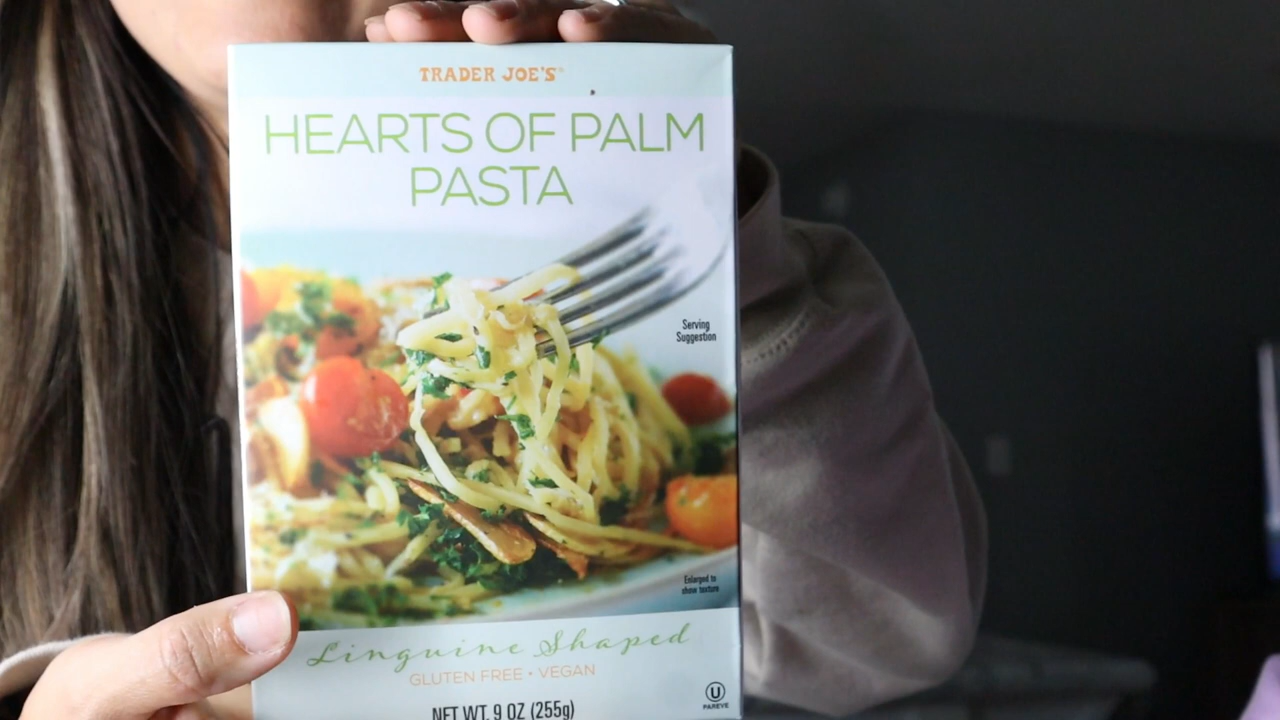 TRADER JOE'S™
HEARTS OF PALM
PASTA
Serving
Suggestion
Enlarged to
show texture
Linguine Shaped
GLUTEN FREE • VEGAN
NET WT. 9 OZ (255g)
U
PAREVE